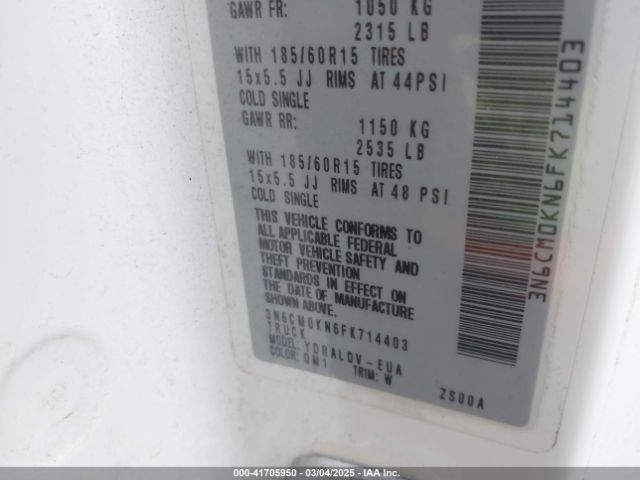 GAWR FR: 1050 KG
2315 LB
WITH 185/60R15 TIRES
15x5.5 JJ RIMS AT 44PSI
COLD SINGLE
GAWR RR: 1150 KG
2535 LB
WITH 185/60R15 TIRES
15x5.5 JJ RIMS AT 48 PSI
COLD SINGLE
THIS VEHICLE CONFORMS TO
ALL APPLICABLE FEDERAL
MOTOR VEHICLE SAFETY AND
THEFT PREVENTION
STANDARDS IN EFFECT ON
THE DATE OF MANUFACTURE
SHOWN ABOVE.
3N6CM0KN6FK714403
TRUCK
MODEL: YDRALDV-EUA
COLOR: QM1 TRIM: W
ZS00A
3N6CM0KN6FK714403
000-41705950 - 03/04/2025 - IAA Inc.